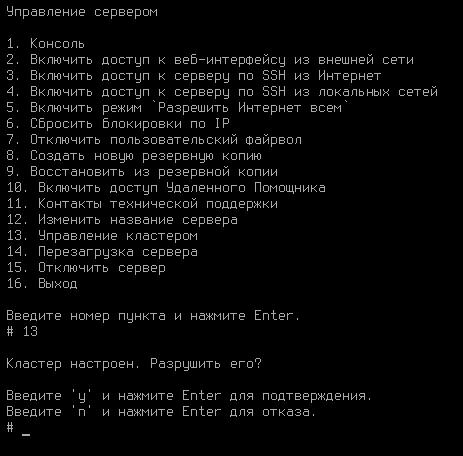 Управление сервером
1. Консоль
2. Включить доступ к веб-интерфейсу из внешней сети
3. Включить доступ к серверу по SSH из Интернет
4. Включить доступ к серверу по SSH из локальных сетей
5. Включить режим `Разрешить Интернет всем`
6. Сбросить блокировки по IP
7. Отключить пользовательский файрвол
8. Создать новую резервную копию
9. Восстановить из резервной копии
10. Включить доступ Удаленного Помощника
11. Контакты технической поддержки
12. Изменить название сервера
13. Управление кластером
14. Перезагрузка сервера
15. Отключить сервер
16. Выход
Введите номер пункта и нажмите Enter.
# 13
Кластер настроен. Разрушить его?
Введите 'y' и нажмите Enter для подтверждения.
Введите 'n' и нажмите Enter для отказа.
# _